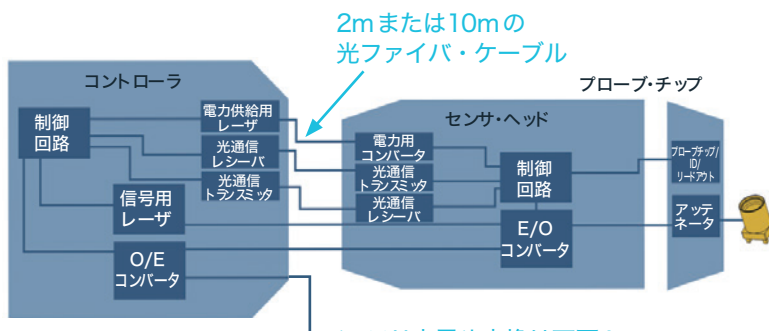 2mまたは10mの
光ファイバ・ケーブル
コントローラ
プローブ・チップ
センサ・ヘッド
制御
回路
電力供給用
レーザ
光通信
レシーバ
光通信
トランスミッタ
信号用
レーザ
O/E
コンバータ
電力用
コンバータ
光通信
トランスミッタ
光通信
レシーバ
制御
回路
E/O
コンバータ
プローブチップ/
ID/
リードアウト
アッテ
ネータ